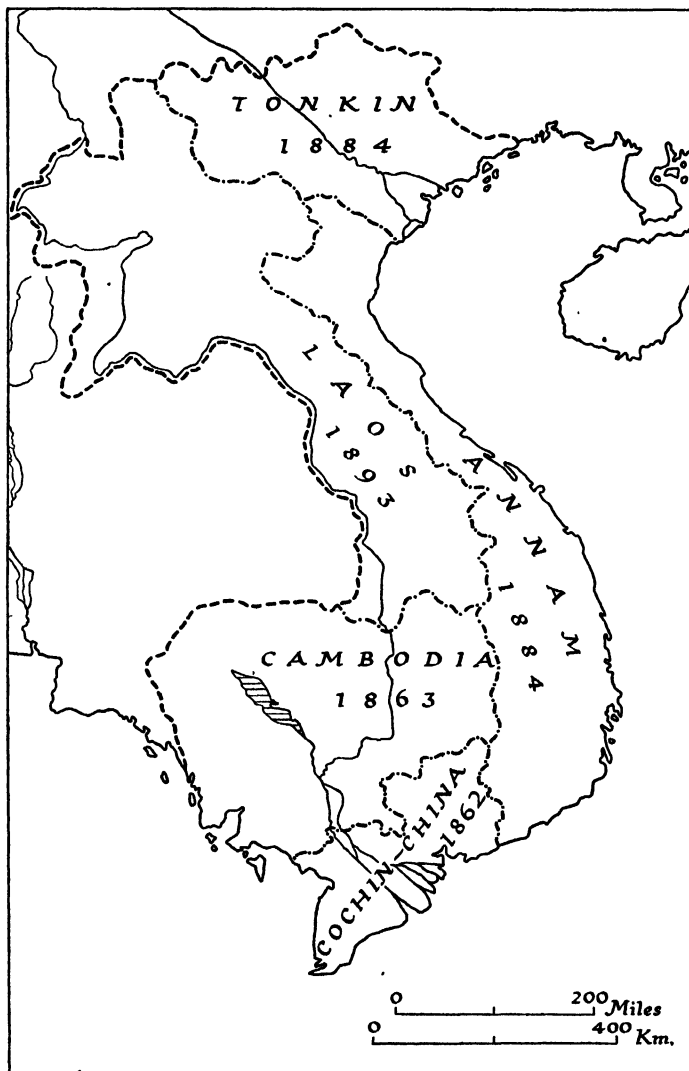 TONKIN
1884
LAOS
1893
ANNAM
1884
CAMBODIA
1863
COCHIN-CHINA
1862
0 200 Miles
0 400 Km.